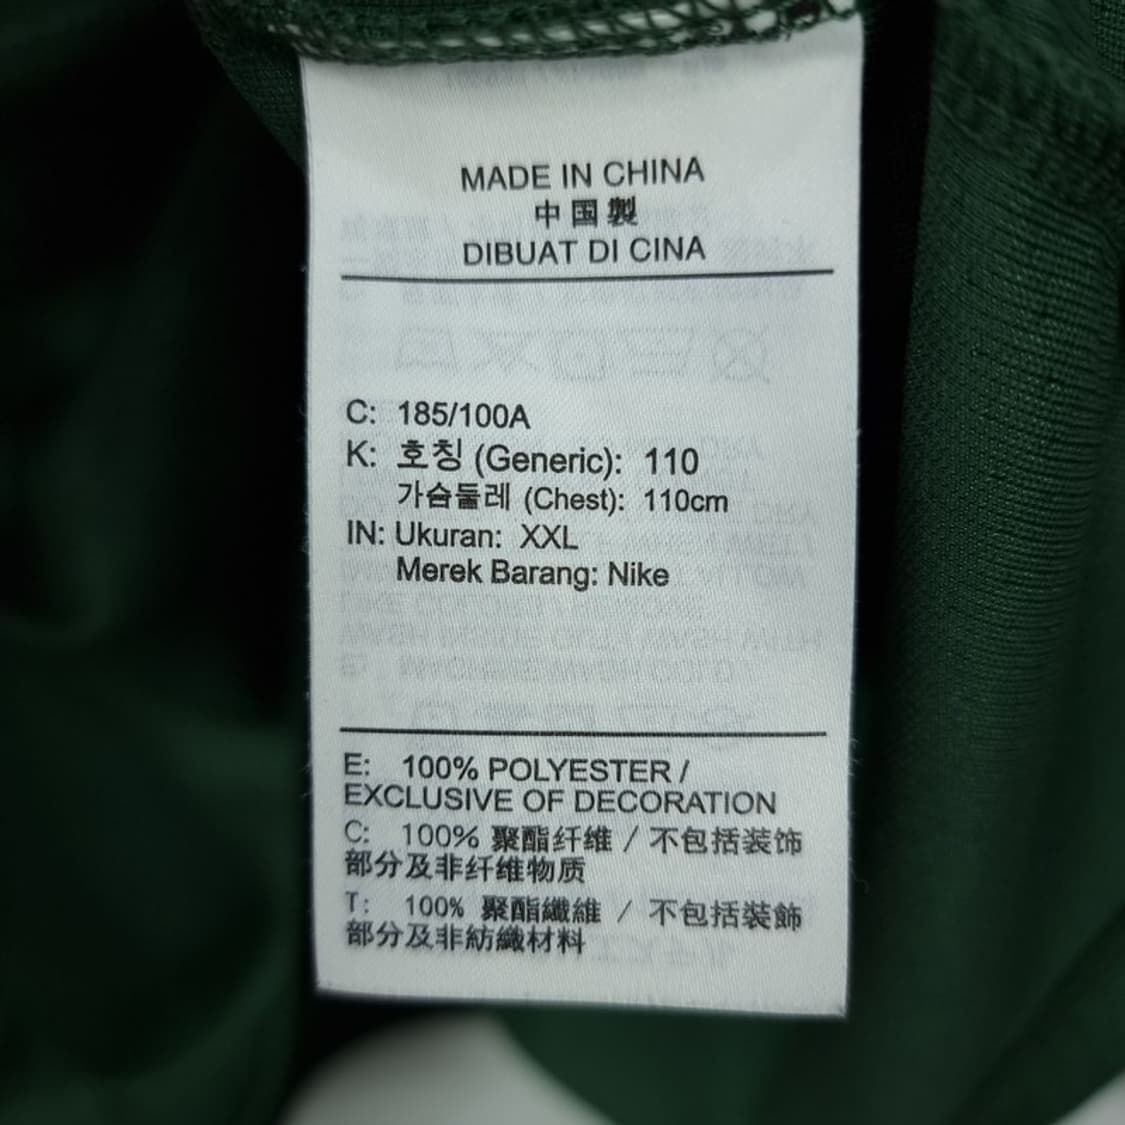 MADE IN CHINA
中国製
DIBUAT DI CINA
C: 185/100A
K: 호칭 (Generic): 110
가슴둘레 (Chest): 110cm
IN: Ukuran: XXL
Merek Barang: Nike
E: 100% POLYESTER /
EXCLUSIVE OF DECORATION
C: 100% 聚酯纤维 / 不包括装饰
部分及非纤维物质
T: 100% 聚酯纖維 / 不包括裝飾
部分及非紡織材料